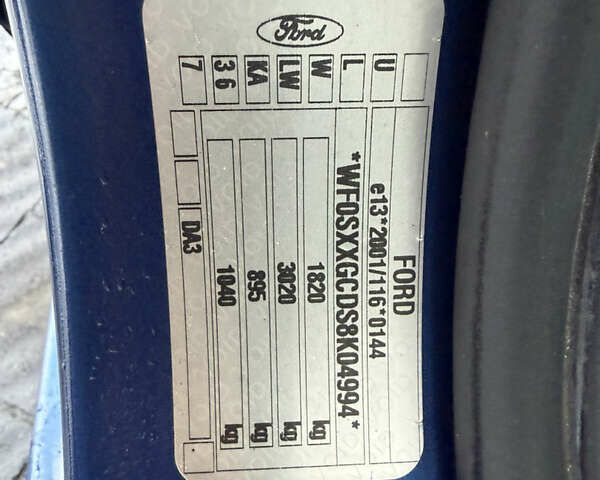 Ford
FORD
U
e13*2001/116*0144
L
*WF0SXXGCDS8K04994*
W
1820 kg
LW
3020 kg
KA
895 kg
3 6
1040 kg
7
DA3